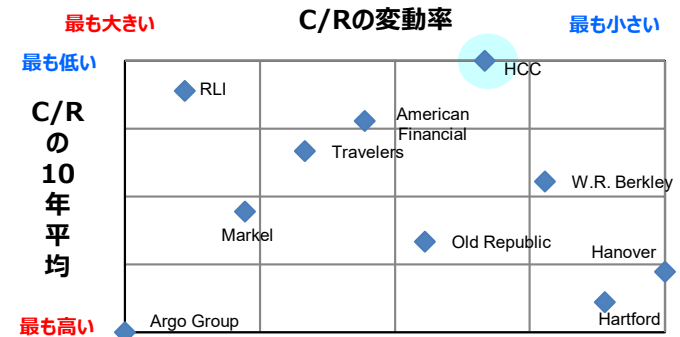 C/Rの変動率
最も大きい
最も小さい
最も低い
HCC
RLI
C/R
の
10
年
平
均
American
Financial
Travelers
W.R. Berkley
Markel
Old Republic
Hanover
Hartford
Argo Group
最も高い